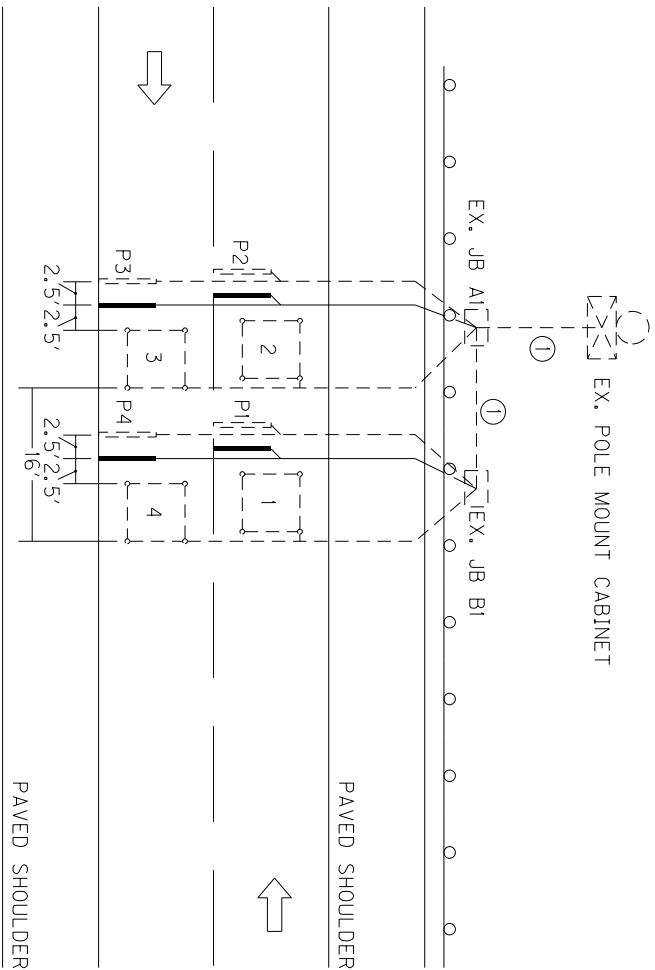 EX. POLE MOUNT CABINET
1
EX. JB A1
1
EX. JB B1
PAVED SHOULDER
P2
2
P1
1
P3
3
P4
4
2.5'
2.5'
2.5'
2.5'
16'
PAVED SHOULDER